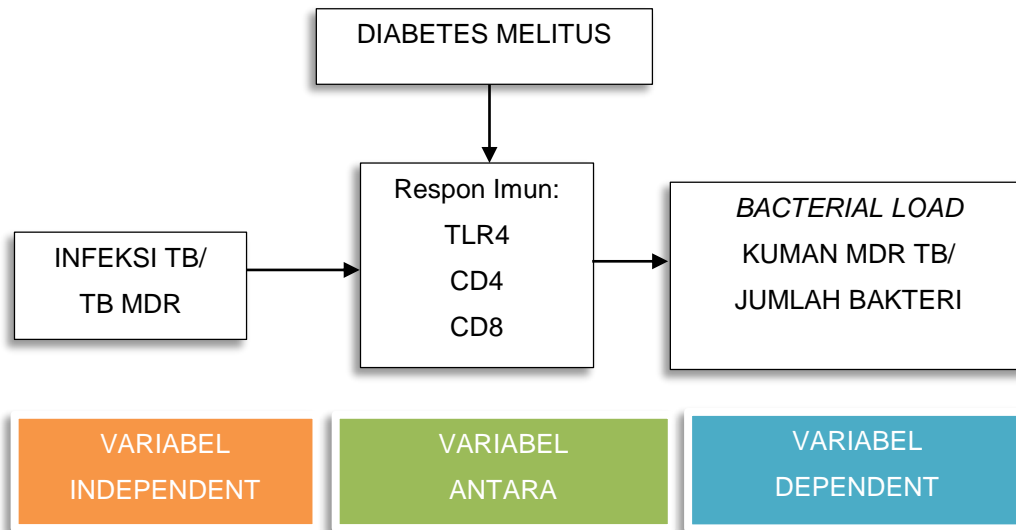 DIABETES MELITUS
INFEKSI TB/
TB MDR
Respon Imun:
TLR4
CD4
CD8
BACTERIAL LOAD
KUMAN MDR TB/
JUMLAH BAKTERI
VARIABEL
INDEPENDENT
VARIABEL
ANTARA
VARIABEL
DEPENDENT